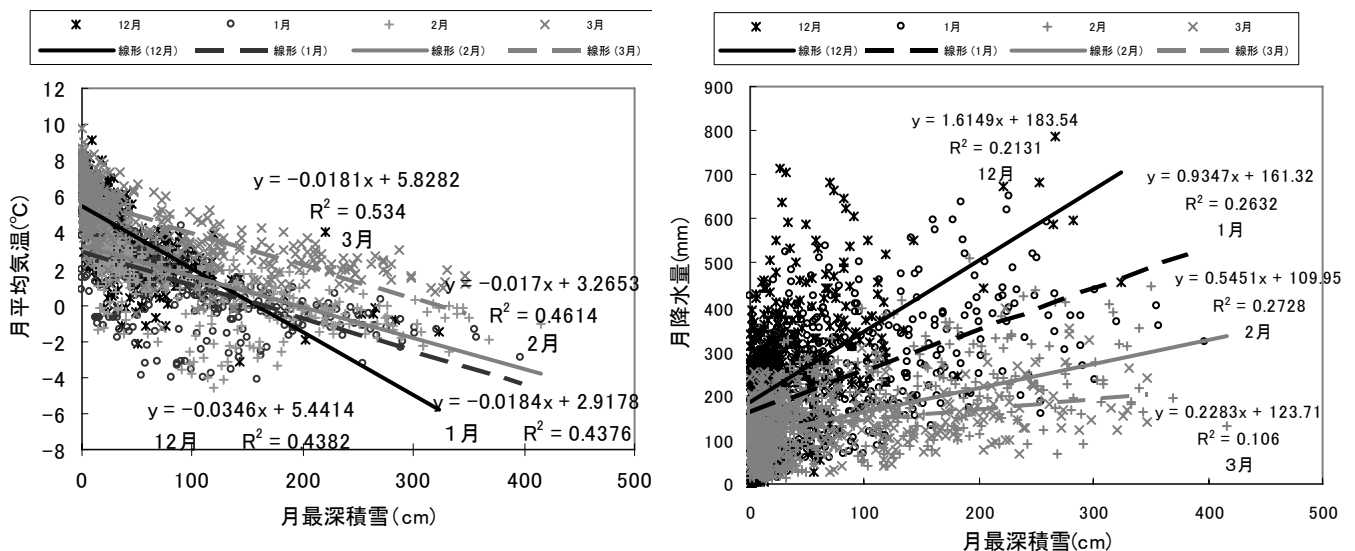 12月 1月 2月 3月
線形 (12月) 線形 (1月) 線形 (2月) 線形 (3月)
12
10
8
6
4
2
0
−2
−4
−6
−8
月平均気温(℃)
y = −0.0181x + 5.8282
R² = 0.534
3月
y = −0.017x + 3.2653
R² = 0.4614
2月
y = −0.0346x + 5.4414
12月 R² = 0.4382
y = −0.0184x + 2.9178
1月 R² = 0.4376
0 100 200 300 400 500
月最深積雪(cm)
12月 1月 2月 3月
線形 (12月) 線形 (1月) 線形 (2月) 線形 (3月)
900
800
700
600
500
400
300
200
100
0
月降水量(mm)
y = 1.6149x + 183.54
R² = 0.2131
12月
y = 0.9347x + 161.32
R² = 0.2632
1月
y = 0.5451x + 109.95
R² = 0.2728
2月
y = 0.2283x + 123.71
R² = 0.106
3月
0 100 200 300 400 500
月最深積雪(cm)